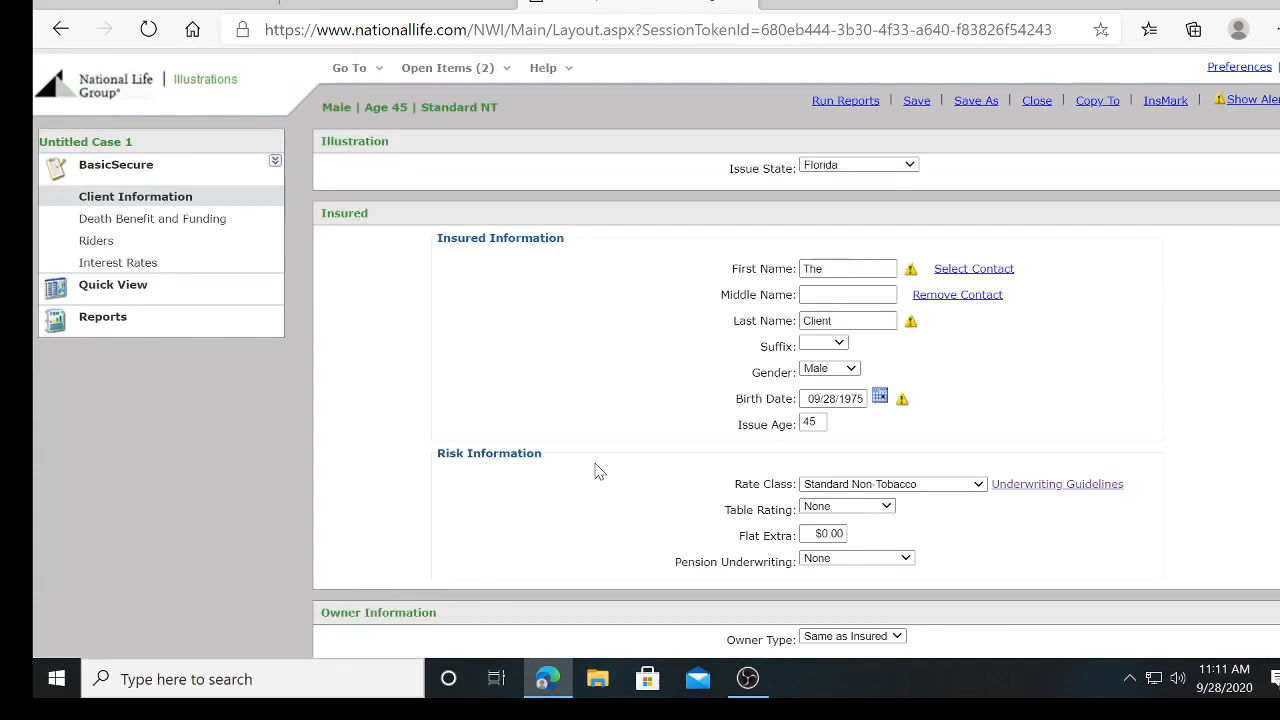 https://www.nationallife.com/NWI/Main/Layout.aspx?SessionTokenId=680eb444-3b30-4f33-a640-f83826f54243
National Life Group® | Illustrations
Go To Open Items (2) Help
Preferences
Male | Age 45 | Standard NT
Run Reports | Save | Save As | Close | Copy To | InsMark | Show
Untitled Case 1
BasicSecure
Client Information
Death Benefit and Funding
Riders
Interest Rates
Quick View
Reports
Illustration
Issue State: Florida
Insured
Insured Information
First Name: The Select Contact
Middle Name: Remove Contact
Last Name: Client
Suffix:
Gender: Male
Birth Date: 09/28/1975
Issue Age: 45
Risk Information
Rate Class: Standard Non-Tobacco Underwriting Guidelines
Table Rating: None
Flat Extra: $0.00
Pension Underwriting: None
Owner Information
Owner Type: Same as Insured
Type here to search
11:11 AM
9/28/2020